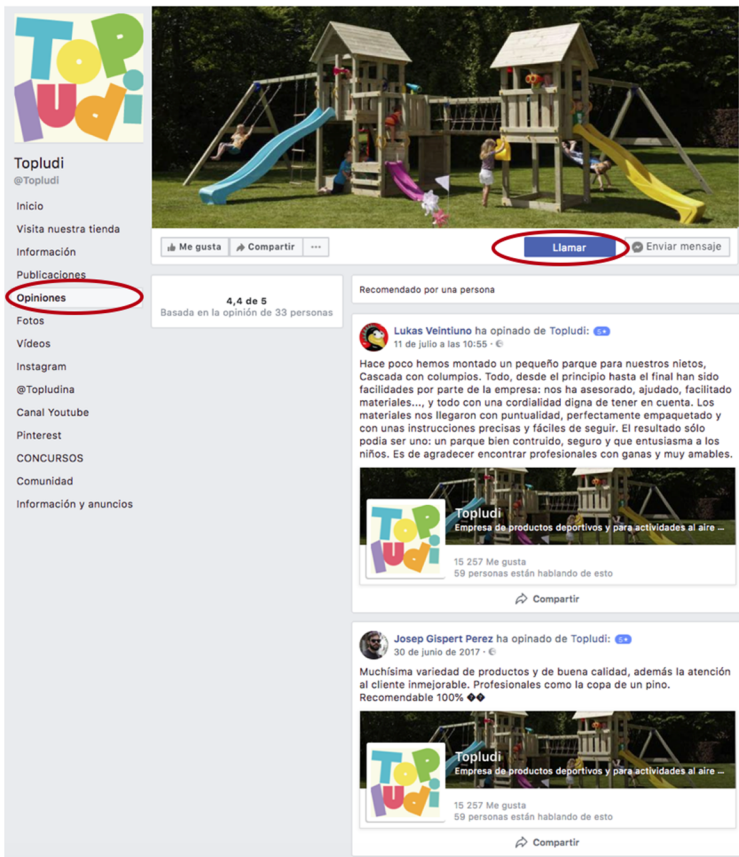 TOP
ludi
Topludi
@Topludi
Inicio
Visita nuestra tienda
Información
Publicaciones
Opiniones
Fotos
Vídeos
Instagram
@Topludina
Canal Youtube
Pinterest
CONCURSOS
Comunidad
Información y anuncios
Me gusta
Compartir
...
Llamar
Enviar mensaje
4,4 de 5
Basada en la opinión de 33 personas
Recomendado por una persona
Lukas Veintiuno ha opinado de Topludi: 5★
11 de julio a las 10:55 ·
Hace poco hemos montado un pequeño parque para nuestros nietos,
Cascada con columpios. Todo, desde el principio hasta el final han sido
facilidades por parte de la empresa: nos ha asesorado, ayudado, facilitado
materiales..., y todo con una cordialidad digna de tener en cuenta. Los
materiales nos llegaron con puntualidad, perfectamente empaquetado y
con unas instrucciones precisas y fáciles de seguir. El resultado sólo
podia ser uno: un parque bien contruido, seguro y que entusiasma a los
niños. Es de agradecer encontrar profesionales con ganas y muy amables.
TOP
ludi
Topludi
Empresa de productos deportivos y para actividades al aire ...
15 257 Me gusta
59 personas están hablando de esto
Compartir
Josep Gispert Perez ha opinado de Topludi: 5★
30 de junio de 2017 ·
Muchísima variedad de productos y de buena calidad, además la atención
al cliente inmejorable. Profesionales como la copa de un pino.
Recomendable 100% ��
TOP
ludi
Topludi
Empresa de productos deportivos y para actividades al aire ...
15 257 Me gusta
59 personas están hablando de esto
Compartir